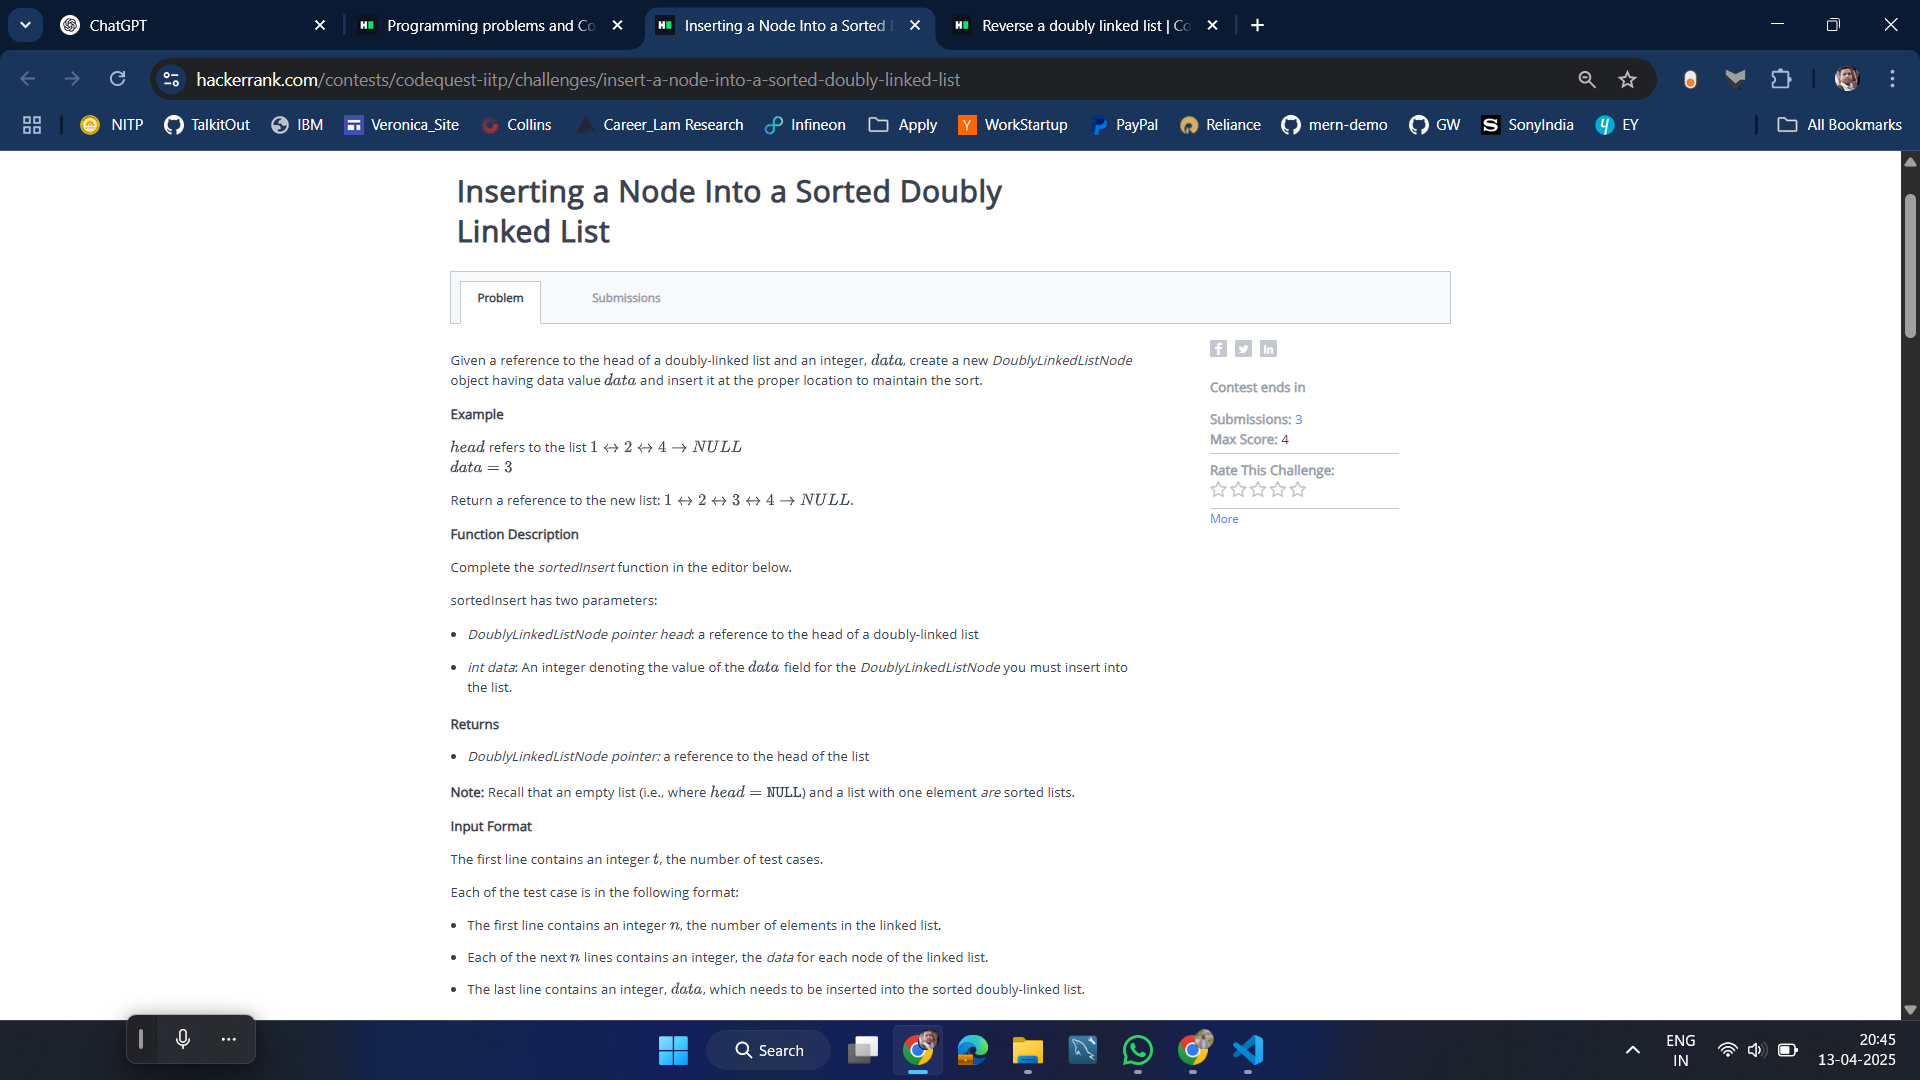 ChatGPT
Programming problems and Co
Inserting a Node Into a Sorted
Reverse a doubly linked list | Co
hackerrank.com/contests/codequest-iitp/challenges/insert-a-node-into-a-sorted-doubly-linked-list
NITP TalkitOut IBM Veronica_Site Collins Career_Lam Research Infineon Apply WorkStartup PayPal Reliance mern-demo GW SonyIndia EY All Bookmarks
Inserting a Node Into a Sorted Doubly
Linked List
Problem Submissions
Given a reference to the head of a doubly-linked list and an integer, data, create a new DoublyLinkedListNode
object having data value data and insert it at the proper location to maintain the sort.
Example
head refers to the list 1 ↔ 2 ↔ 4 → NULL
data = 3
Return a reference to the new list: 1 ↔ 2 ↔ 3 ↔ 4 → NULL.
Function Description
Complete the sortedInsert function in the editor below.
sortedInsert has two parameters:
• DoublyLinkedListNode pointer head: a reference to the head of a doubly-linked list
• int data: An integer denoting the value of the data field for the DoublyLinkedListNode you must insert into
the list.
Returns
• DoublyLinkedListNode pointer: a reference to the head of the list
Note: Recall that an empty list (i.e., where head = NULL) and a list with one element are sorted lists.
Input Format
The first line contains an integer t, the number of test cases.
Each of the test case is in the following format:
• The first line contains an integer n, the number of elements in the linked list.
• Each of the next n lines contains an integer, the data for each node of the linked list.
• The last line contains an integer, data, which needs to be inserted into the sorted doubly-linked list.
Contest ends in
Submissions: 3
Max Score: 4
Rate This Challenge:
More
Search
ENG
IN
20:45
13-04-2025